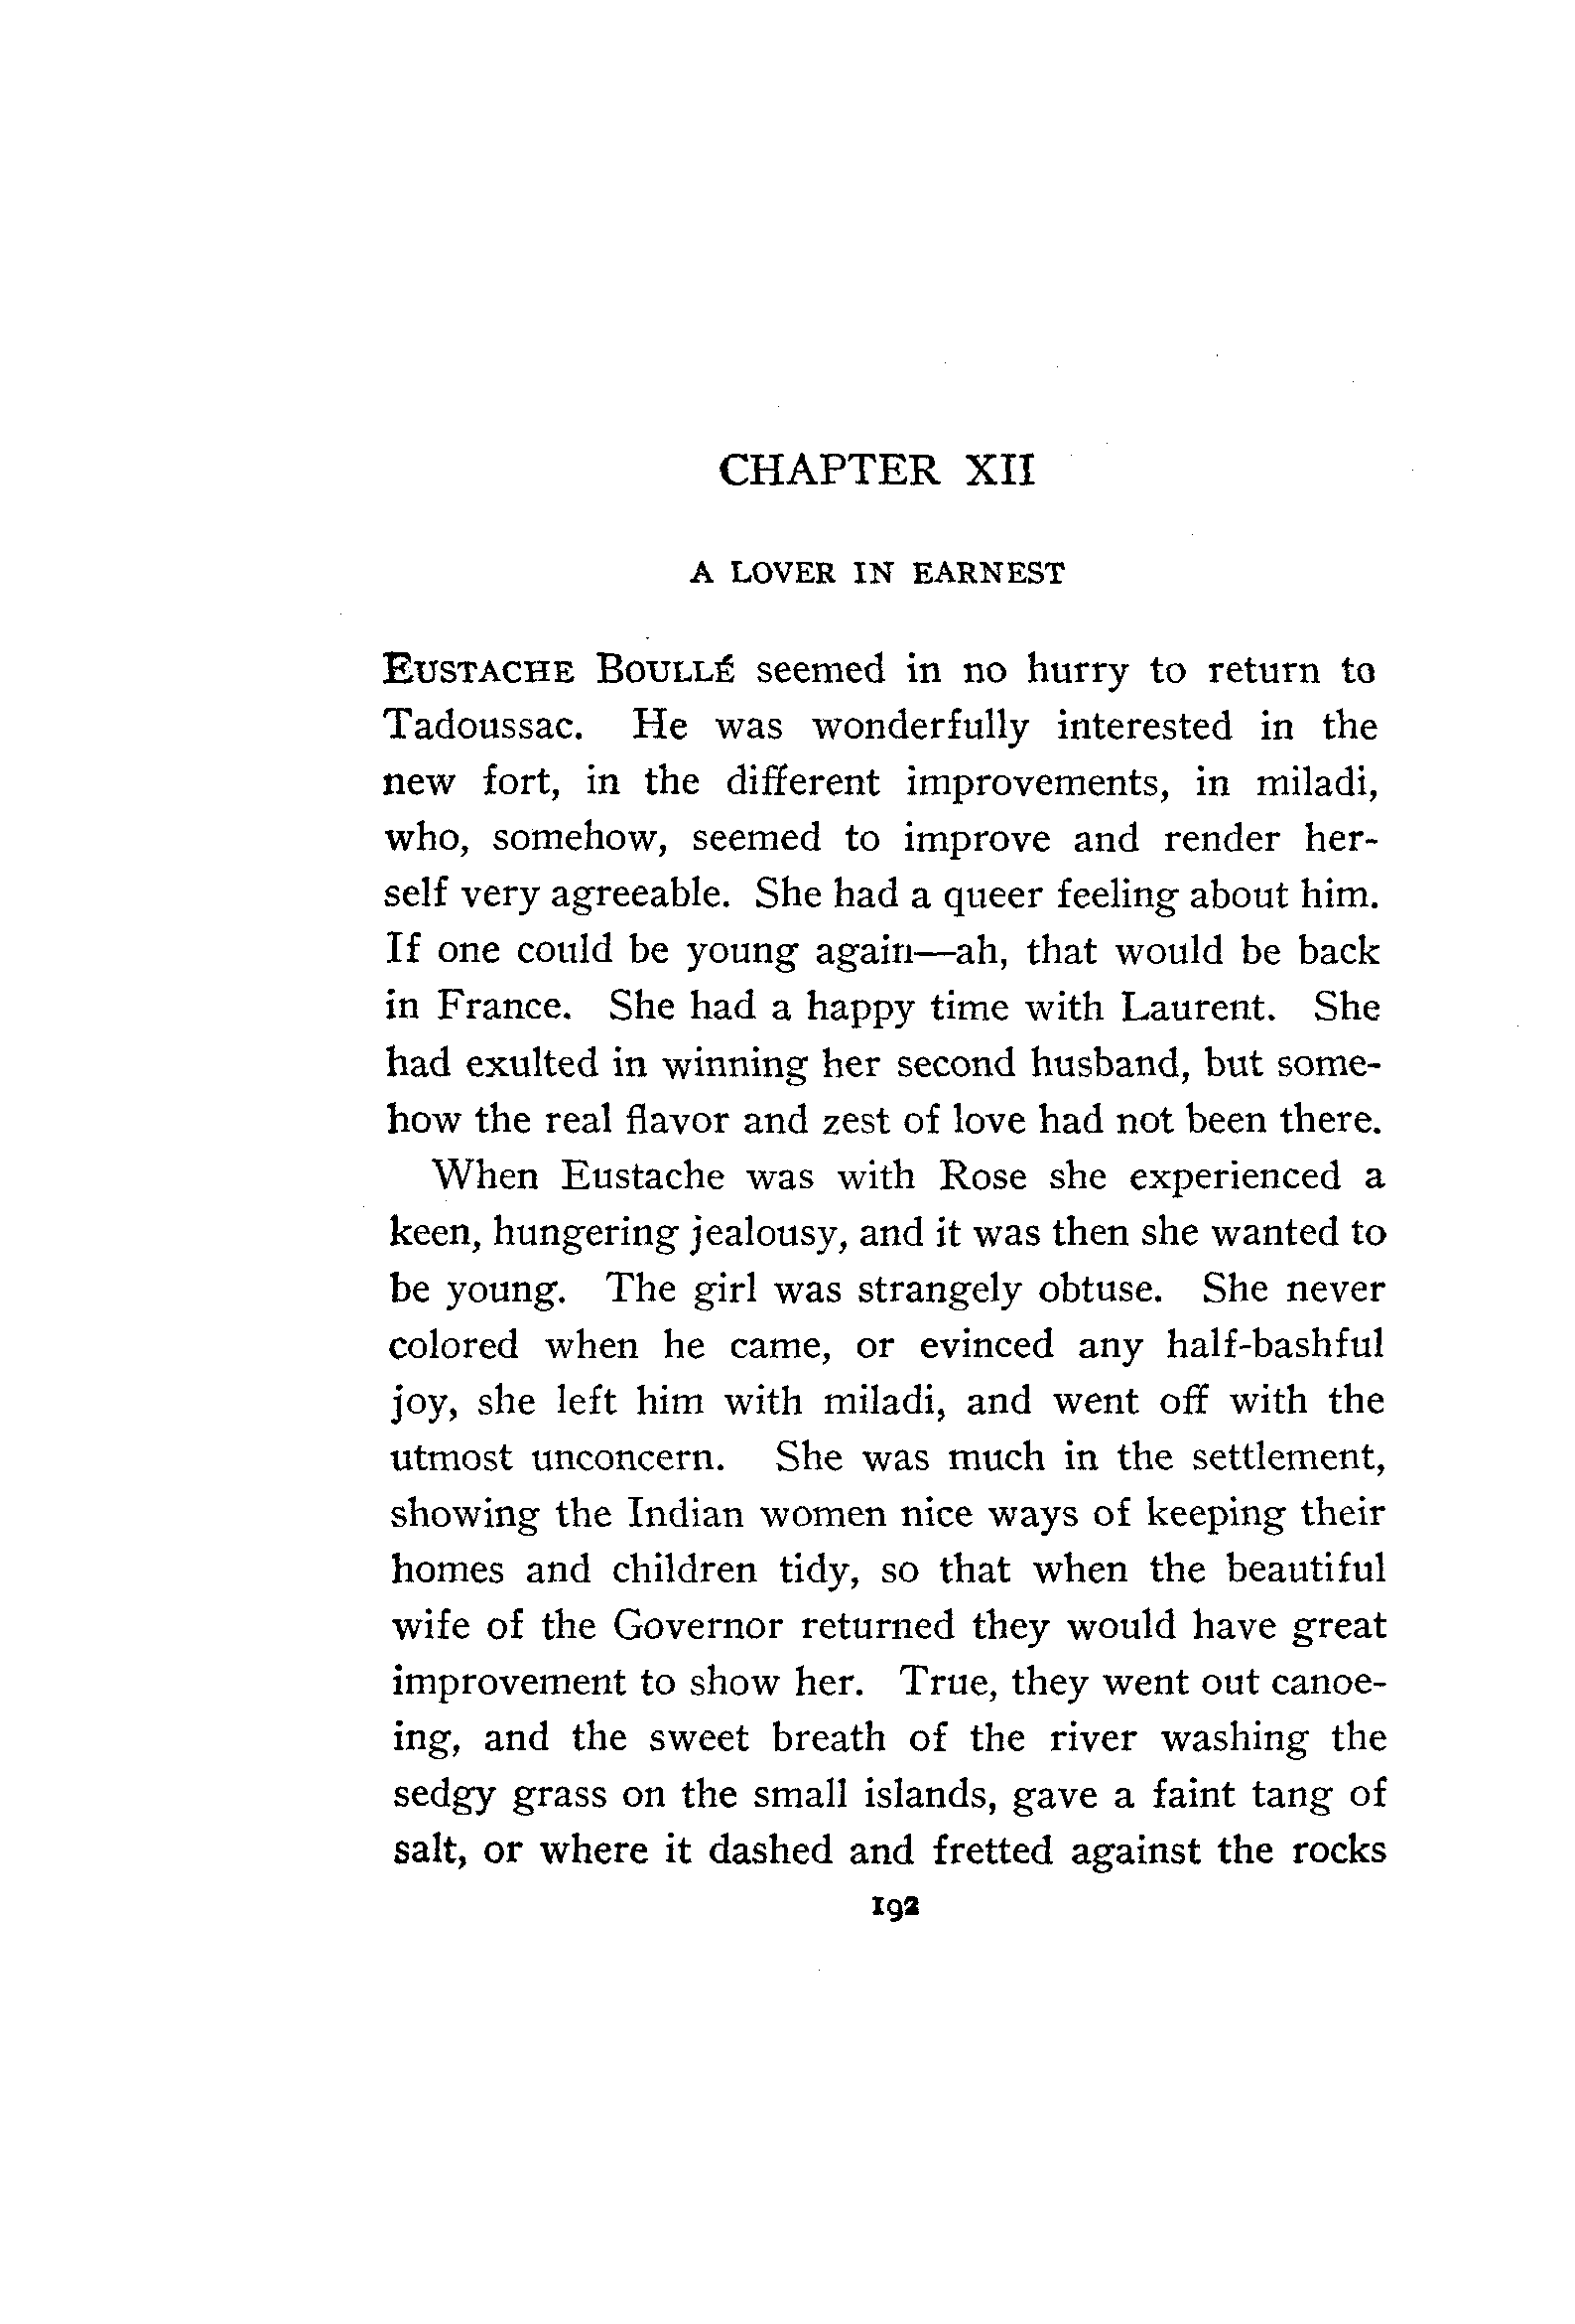 CHAPTER XII
A LOVER IN EARNEST
EUSTACHE BOULLÉ seemed in no hurry to return to
Tadoussac. He was wonderfully interested in the
new fort, in the different improvements, in miladi,
who, somehow, seemed to improve and render her-
self very agreeable. She had a queer feeling about him.
If one could be young again—ah, that would be back
in France. She had a happy time with Laurent. She
had exulted in winning her second husband, but some-
how the real flavor and zest of love had not been there.
When Eustache was with Rose she experienced a
keen, hungering jealousy, and it was then she wanted to
be young. The girl was strangely obtuse. She never
colored when he came, or evinced any half-bashful
joy, she left him with miladi, and went off with the
utmost unconcern. She was much in the settlement,
showing the Indian women nice ways of keeping their
homes and children tidy, so that when the beautiful
wife of the Governor returned they would have great
improvement to show her. True, they went out canoe-
ing, and the sweet breath of the river washing the
sedgy grass on the small islands, gave a faint tang of
salt, or where it dashed and fretted against the rocks
192